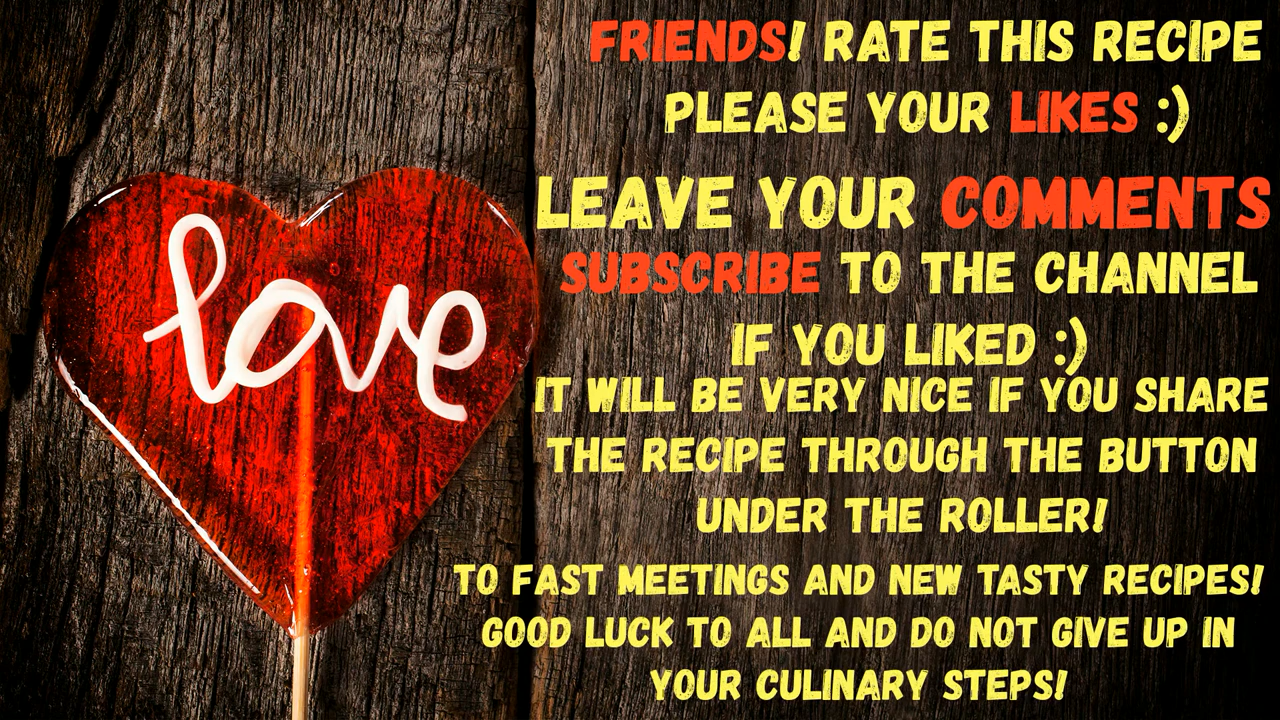 love
FRIENDS! RATE THIS RECIPE
PLEASE YOUR LIKES :)
LEAVE YOUR COMMENTS
SUBSCRIBE TO THE CHANNEL
IF YOU LIKED :)
IT WILL BE VERY NICE IF YOU SHARE
THE RECIPE THROUGH THE BUTTON
UNDER THE ROLLER!
TO FAST MEETINGS AND NEW TASTY RECIPES!
GOOD LUCK TO ALL AND DO NOT GIVE UP IN
YOUR CULINARY STEPS!